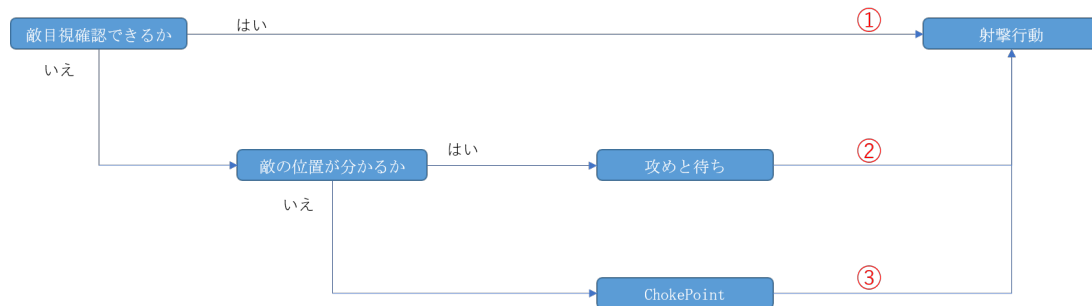 敵目視確認できるか
はい
①
射撃行動
いえ
敵の位置が分かるか
はい
攻めと待ち
②
いえ
ChokePoint
③